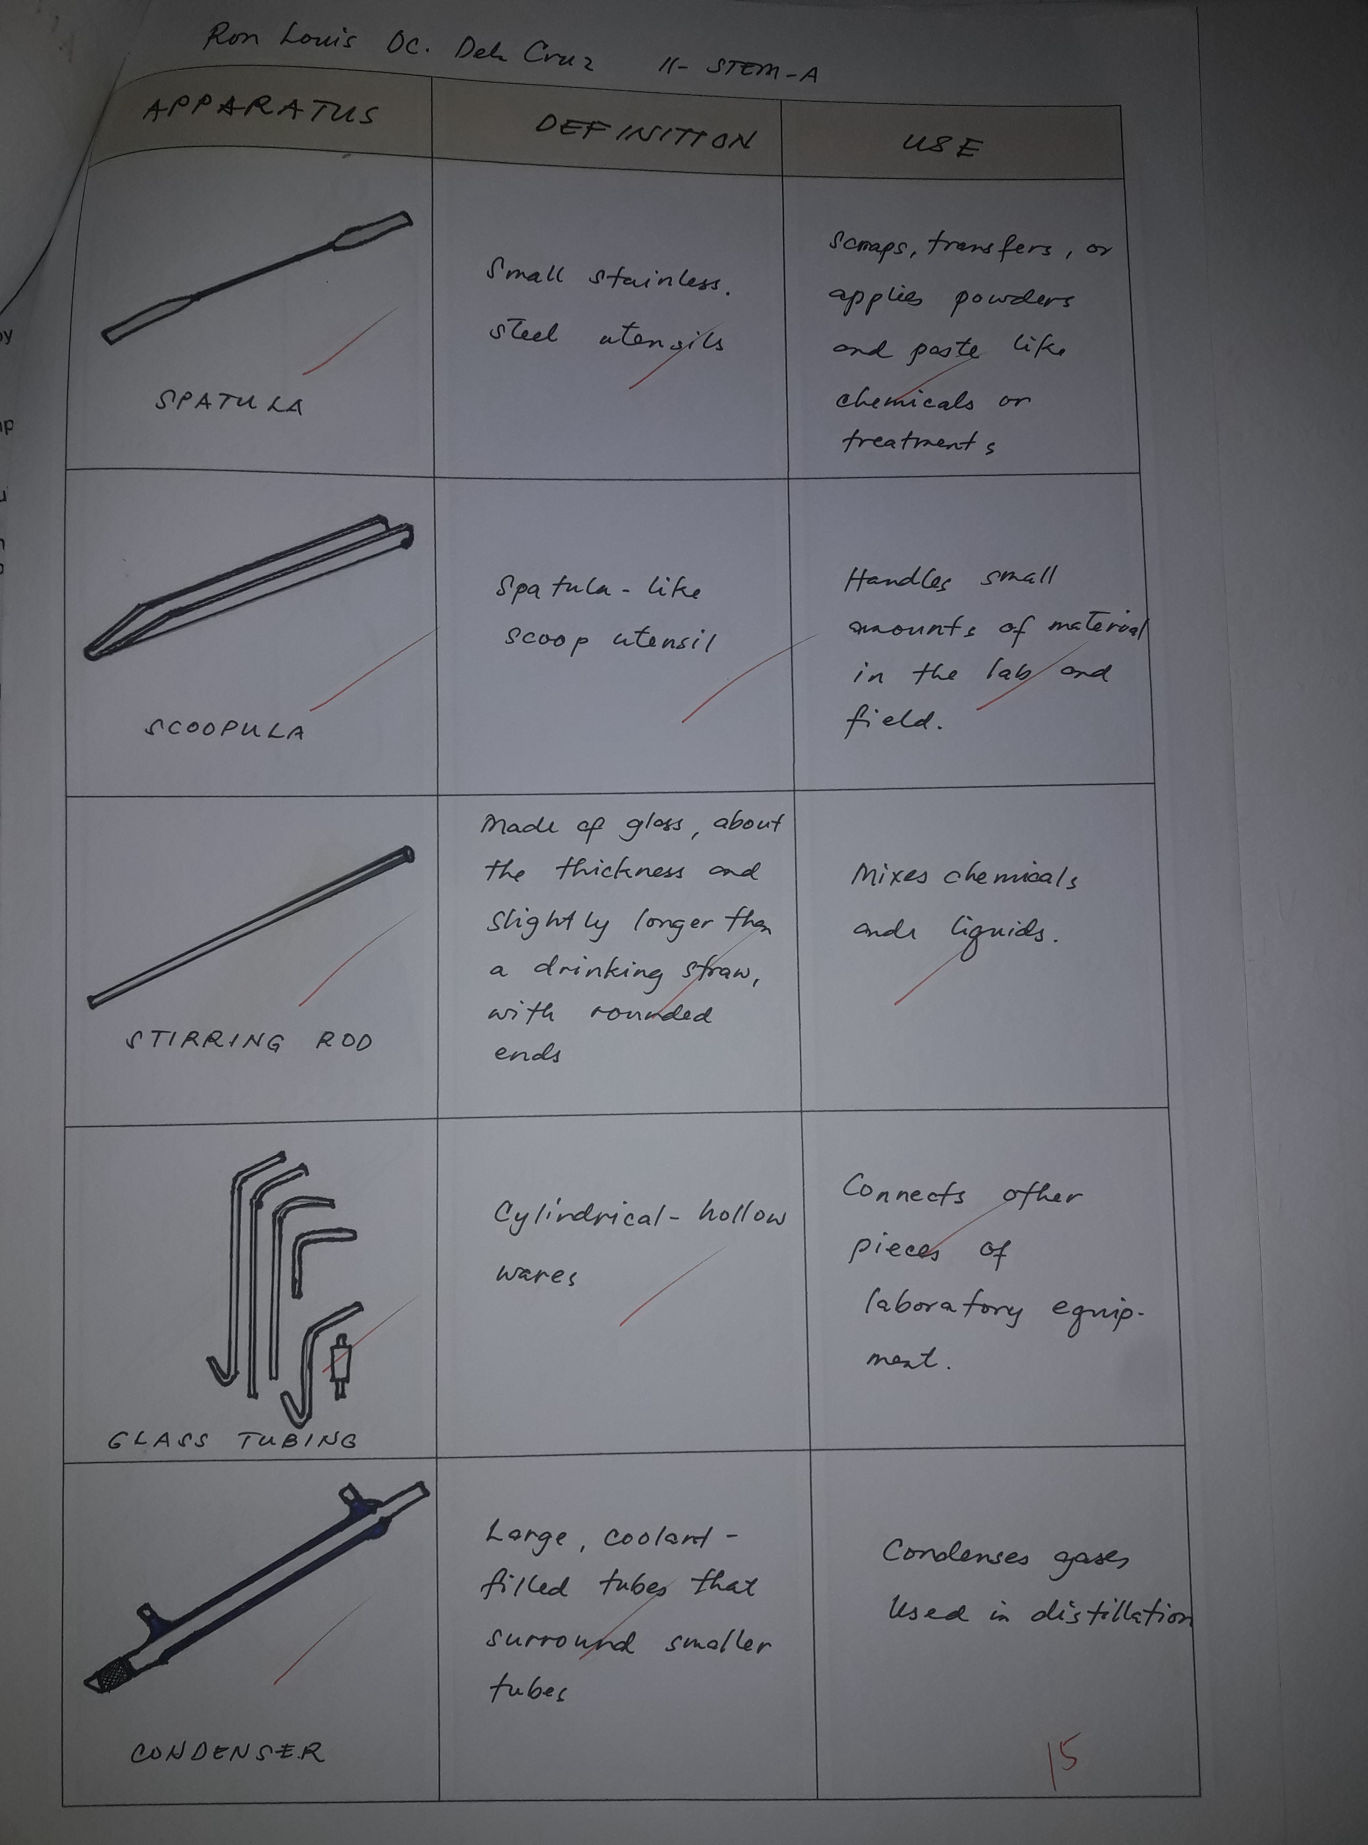 Ron Louis Oc. Dela Cruz 11-STEM-A
APPARATUS
DEFINITION
USE
SPATULA
Small stainless.
steel utensils
Scraps, transfers, or
applies powders
and paste like
chemicals or
treatments
SCOOPULA
Spatula-like
scoop utensil
Handles small
amounts of material
in the lab and
field.
STIRRING ROD
Made of glass, about
the thickness and
slightly longer than
a drinking straw,
with rounded
ends
Mixes chemicals
and liquids.
GLASS TUBING
Cylindrical-hollow
wares
Connects other
pieces of
laboratory equip-
ment.
CONDENSER
Large, coolant-
filled tubes that
surround smaller
tubes
Condenses gases
Used in distillation
15